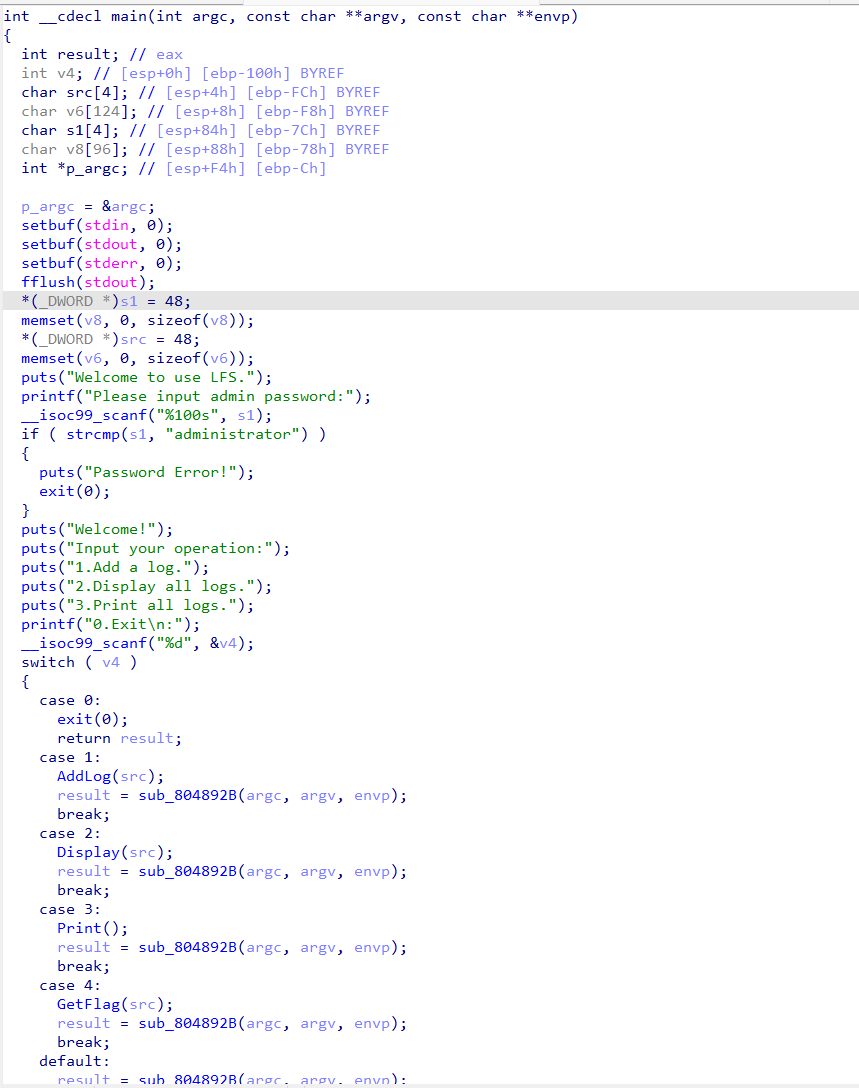 int __cdecl main(int argc, const char **argv, const char **envp)
{
  int result; // eax
  int v4; // [esp+0h] [ebp-100h] BYREF
  char src[4]; // [esp+4h] [ebp-FCh] BYREF
  char v6[124]; // [esp+8h] [ebp-F8h] BYREF
  char s1[4]; // [esp+84h] [ebp-7Ch] BYREF
  char v8[96]; // [esp+88h] [ebp-78h] BYREF
  int *p_argc; // [esp+F4h] [ebp-Ch]

  p_argc = &argc;
  setbuf(stdin, 0);
  setbuf(stdout, 0);
  setbuf(stderr, 0);
  fflush(stdout);
  *(_DWORD *)s1 = 48;
  memset(v8, 0, sizeof(v8));
  *(_DWORD *)src = 48;
  memset(v6, 0, sizeof(v6));
  puts("Welcome to use LFS.");
  printf("Please input admin password:");
  __isoc99_scanf("%100s", s1);
  if ( strcmp(s1, "administrator") )
  {
    puts("Password Error!");
    exit(0);
  }
  puts("Welcome!");
  puts("Input your operation:");
  puts("1.Add a log.");
  puts("2.Display all logs.");
  puts("3.Print all logs.");
  printf("0.Exit\n:");
  __isoc99_scanf("%d", &v4);
  switch ( v4 )
  {
    case 0:
      exit(0);
      return result;
    case 1:
      AddLog(src);
      result = sub_804892B(argc, argv, envp);
      break;
    case 2:
      Display(src);
      result = sub_804892B(argc, argv, envp);
      break;
    case 3:
      Print();
      result = sub_804892B(argc, argv, envp);
      break;
    case 4:
      GetFlag(src);
      result = sub_804892B(argc, argv, envp);
      break;
    default:
      result = sub_804892B(argc, argv, envp);